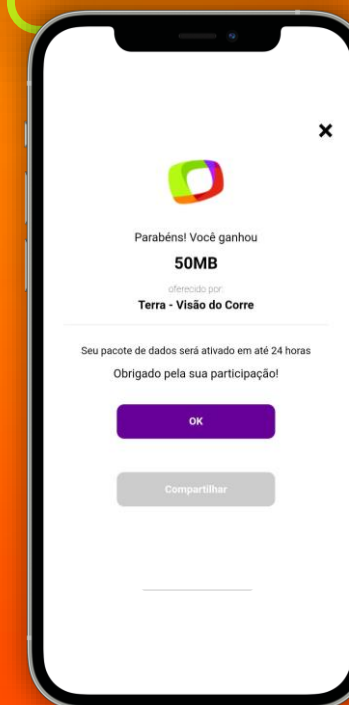 Parabéns! Você ganhou
50MB
oferecido por
Terra - Visão do Corre
Seu pacote de dados será ativado em até 24 horas
Obrigado pela sua participação!
OK
Compartilhar